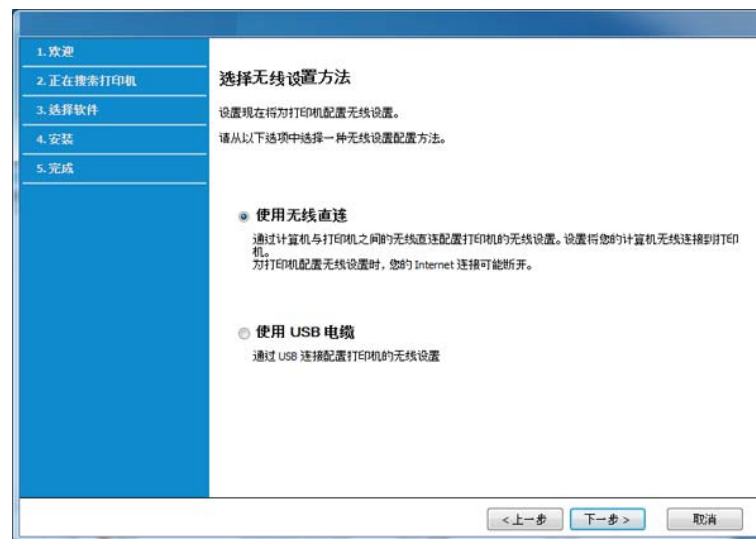 1. 欢迎
2. 正在搜索打印机
3. 选择软件
4. 安装
5. 完成
选择无线设置方法
设置现在将为打印机配置无线设置。
请从以下选项中选择一种无线设置配置方法。
使用无线直连
通过计算机与打印机之间的无线直连配置打印机的无线设置。设置将您的计算机无线连接到打印
机。
为打印机配置无线设置时，您的 Internet 连接可能断开。
使用 USB 电缆
通过 USB 连接配置打印机的无线设置
< 上一步
下一步 >
取消